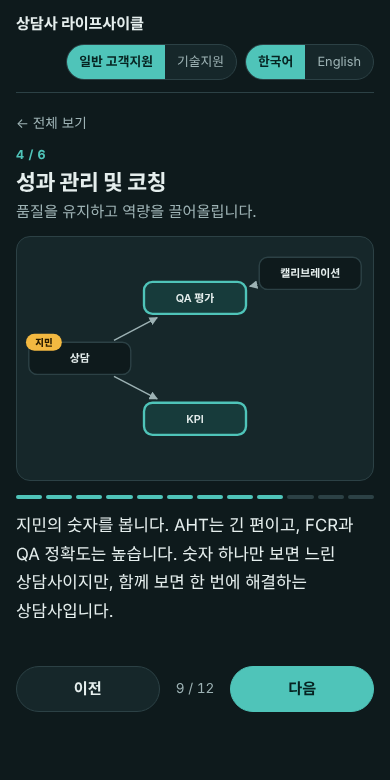 상담사 라이프사이클
일반 고객지원
기술지원
한국어
English
← 전체 보기
4 / 6
성과 관리 및 코칭
품질을 유지하고 역량을 끌어올립니다.
캘리브레이션
QA 평가
지민
상담
KPI
지민의 숫자를 봅니다. AHT는 긴 편이고, FCR과
QA 정확도는 높습니다. 숫자 하나만 보면 느린
상담사이지만, 함께 보면 한 번에 해결하는
상담사입니다.
이전
9 / 12
다음